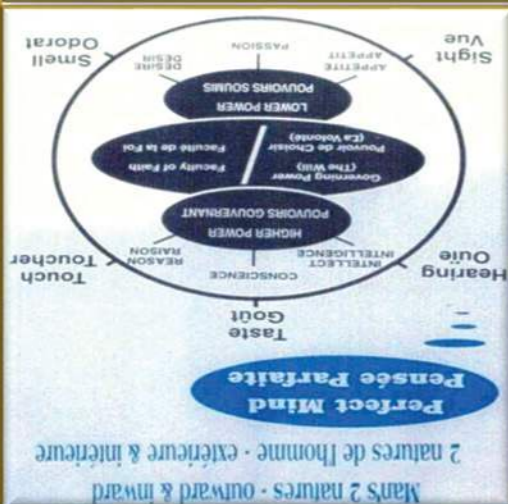 Man's 2 natures - outward & inward
2 natures de l'homme - extérieure & intérieure
Perfect Mind
Pensée Parfaite
Taste
Goût
Hearing
Ouïe
Touch
Toucher
INTELLECT
INTELLIGENCE
CONSCIENCE
REASON
RAISON
HIGHER POWER
POUVOIRS GOUVERNANT
Governing Power
(The Will)
Pouvoir de Choisir
(La Volonté)
Faculty of Faith
Faculté de la Foi
LOWER POWER
POUVOIRS SOUMIS
APPETITE
APPETIT
PASSION
DESIRE
DESIR
Sight
Vue
Smell
Odorat